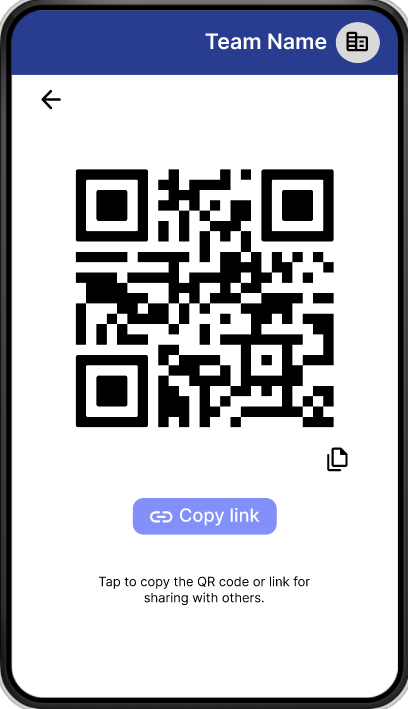 Team Name
Copy link
Tap to copy the QR code or link for
sharing with others.